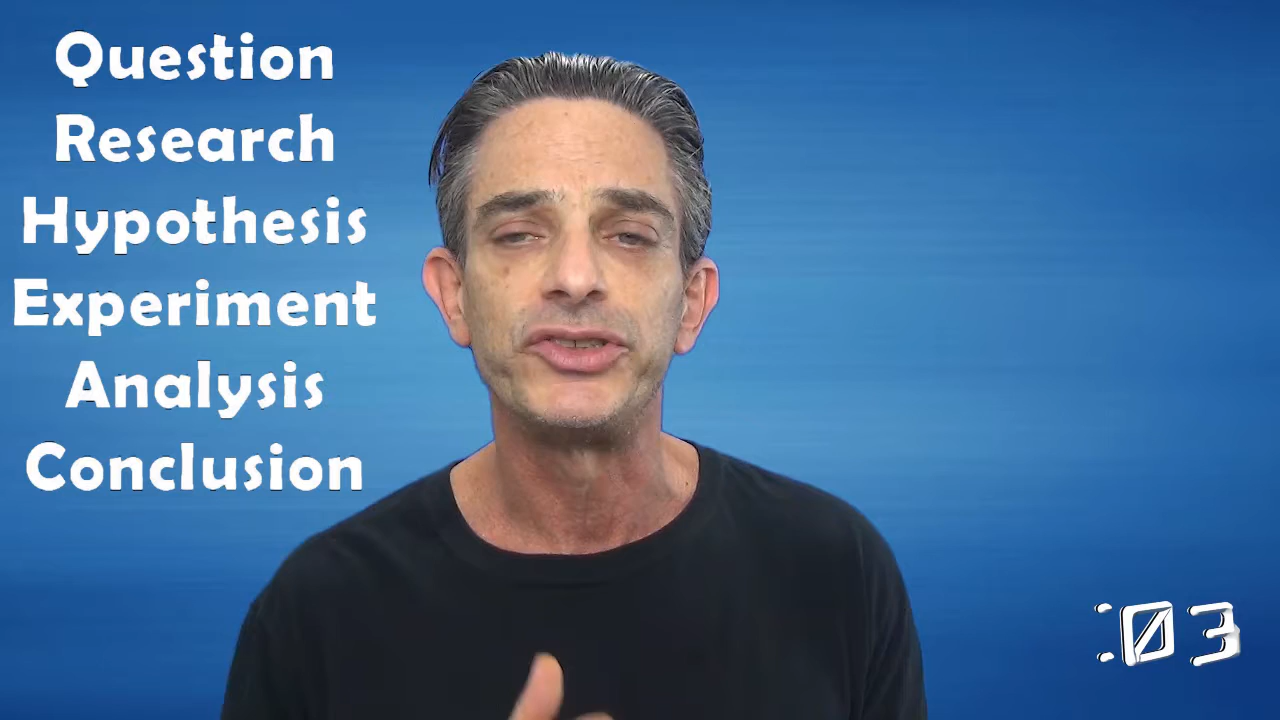 Question
Research
Hypothesis
Experiment
Analysis
Conclusion
:03